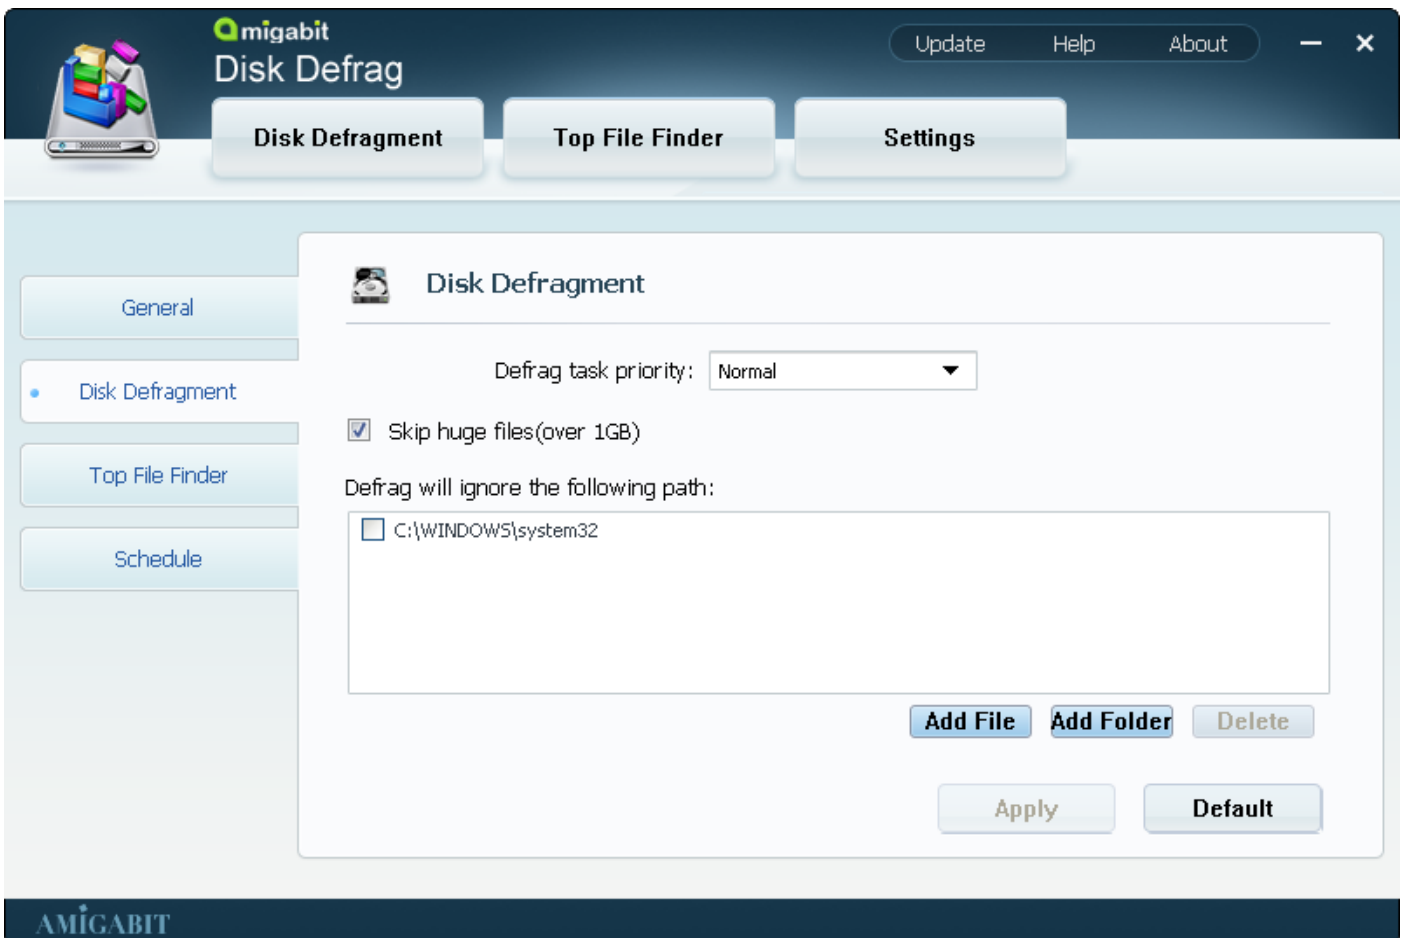 amigabit
Update Help About
Disk Defrag
Disk Defragment Top File Finder Settings
Disk Defragment
General
Defrag task priority: Normal
Disk Defragment
Skip huge files(over 1GB)
Top File Finder
Defrag will ignore the following path:
C:\WINDOWS\system32
Schedule
Add File Add Folder Delete
Apply Default
AMIGABIT